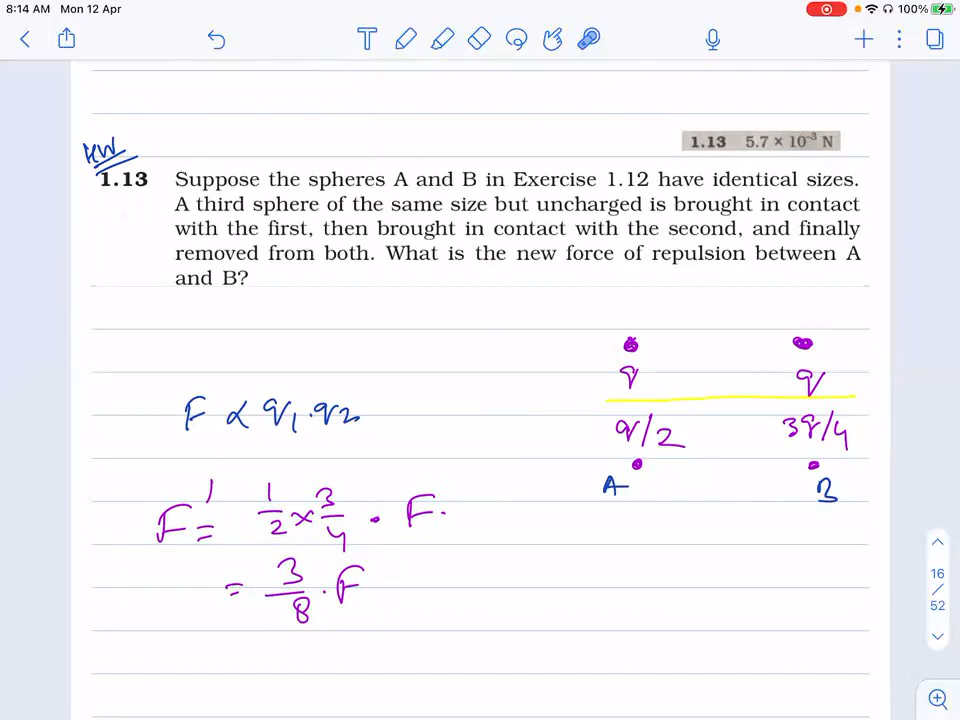 8:14 AM Mon 12 Apr
100%
HW
1.13 5.7 × 10⁻³ N
1.13 Suppose the spheres A and B in Exercise 1.12 have identical sizes.
A third sphere of the same size but uncharged is brought in contact
with the first, then brought in contact with the second, and finally
removed from both. What is the new force of repulsion between A
and B?
q q
F ∝ q₁.q₂
q/2 3q/4
A B
F' = 1/2 × 3/4 . F.
= 3/8 . F
16
/
52